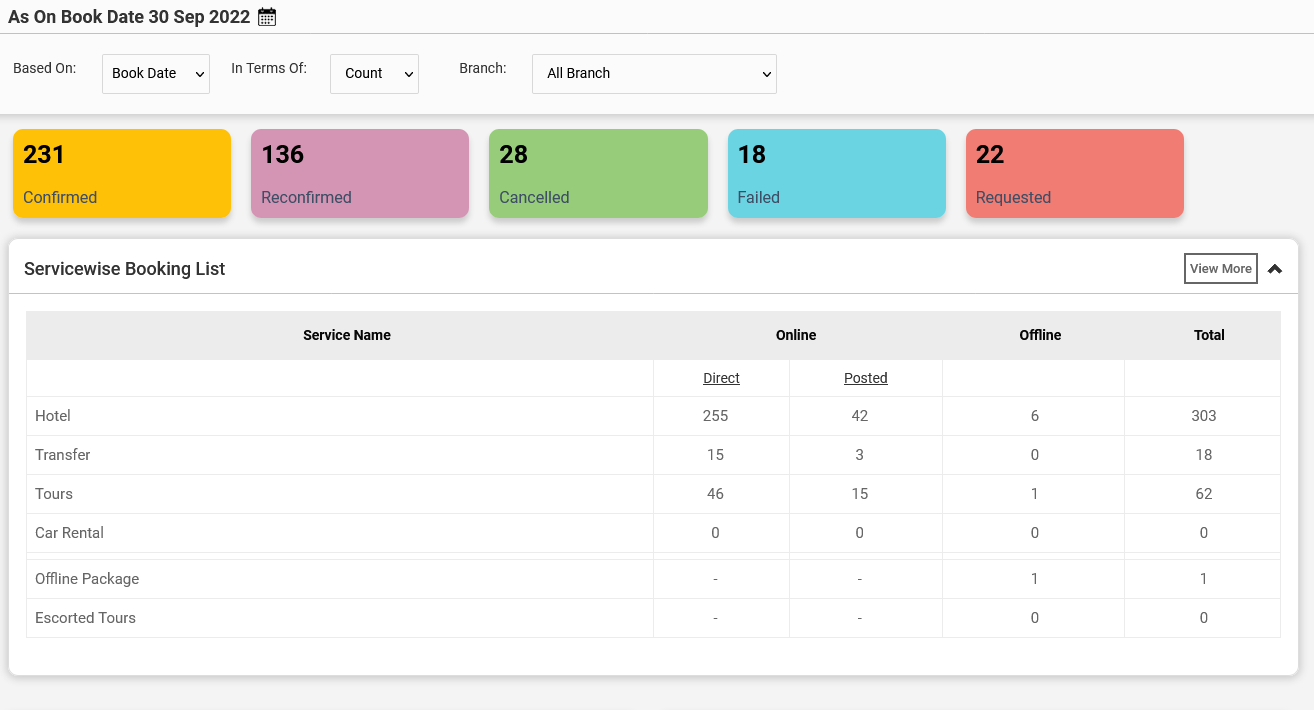 As On Book Date 30 Sep 2022
Based On: Book Date In Terms Of: Count Branch: All Branch
231 136 28 18 22
Confirmed Reconfirmed Cancelled Failed Requested
Servicewise Booking List View More
Service Name Online Offline Total
Direct Posted
Hotel 255 42 6 303
Transfer 15 3 0 18
Tours 46 15 1 62
Car Rental 0 0 0 0
Offline Package - - 1 1
Escorted Tours - - 0 0